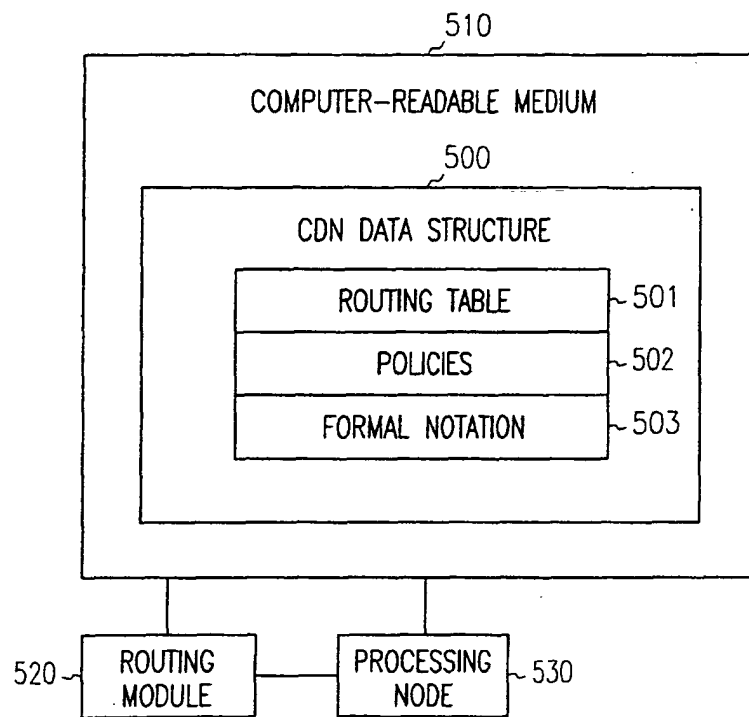 510
COMPUTER-READABLE MEDIUM
500
CDN DATA STRUCTURE
ROUTING TABLE 501
POLICIES 502
FORMAL NOTATION 503
520 ROUTING MODULE
PROCESSING NODE 530